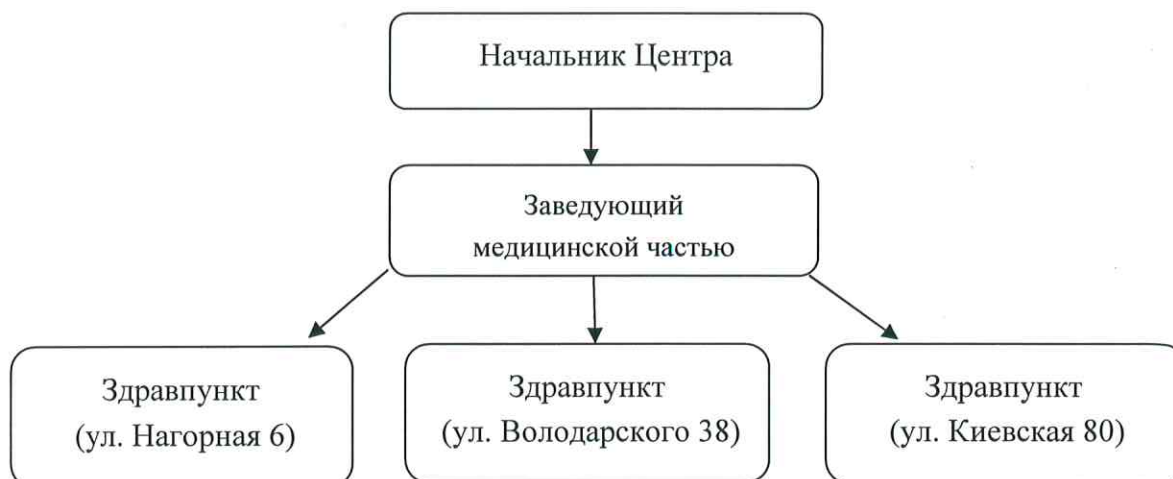 Начальник Центра
Заведующий
медицинской частью
Здравпункт
(ул. Нагорная 6)
Здравпункт
(ул. Володарского 38)
Здравпункт
(ул. Киевская 80)